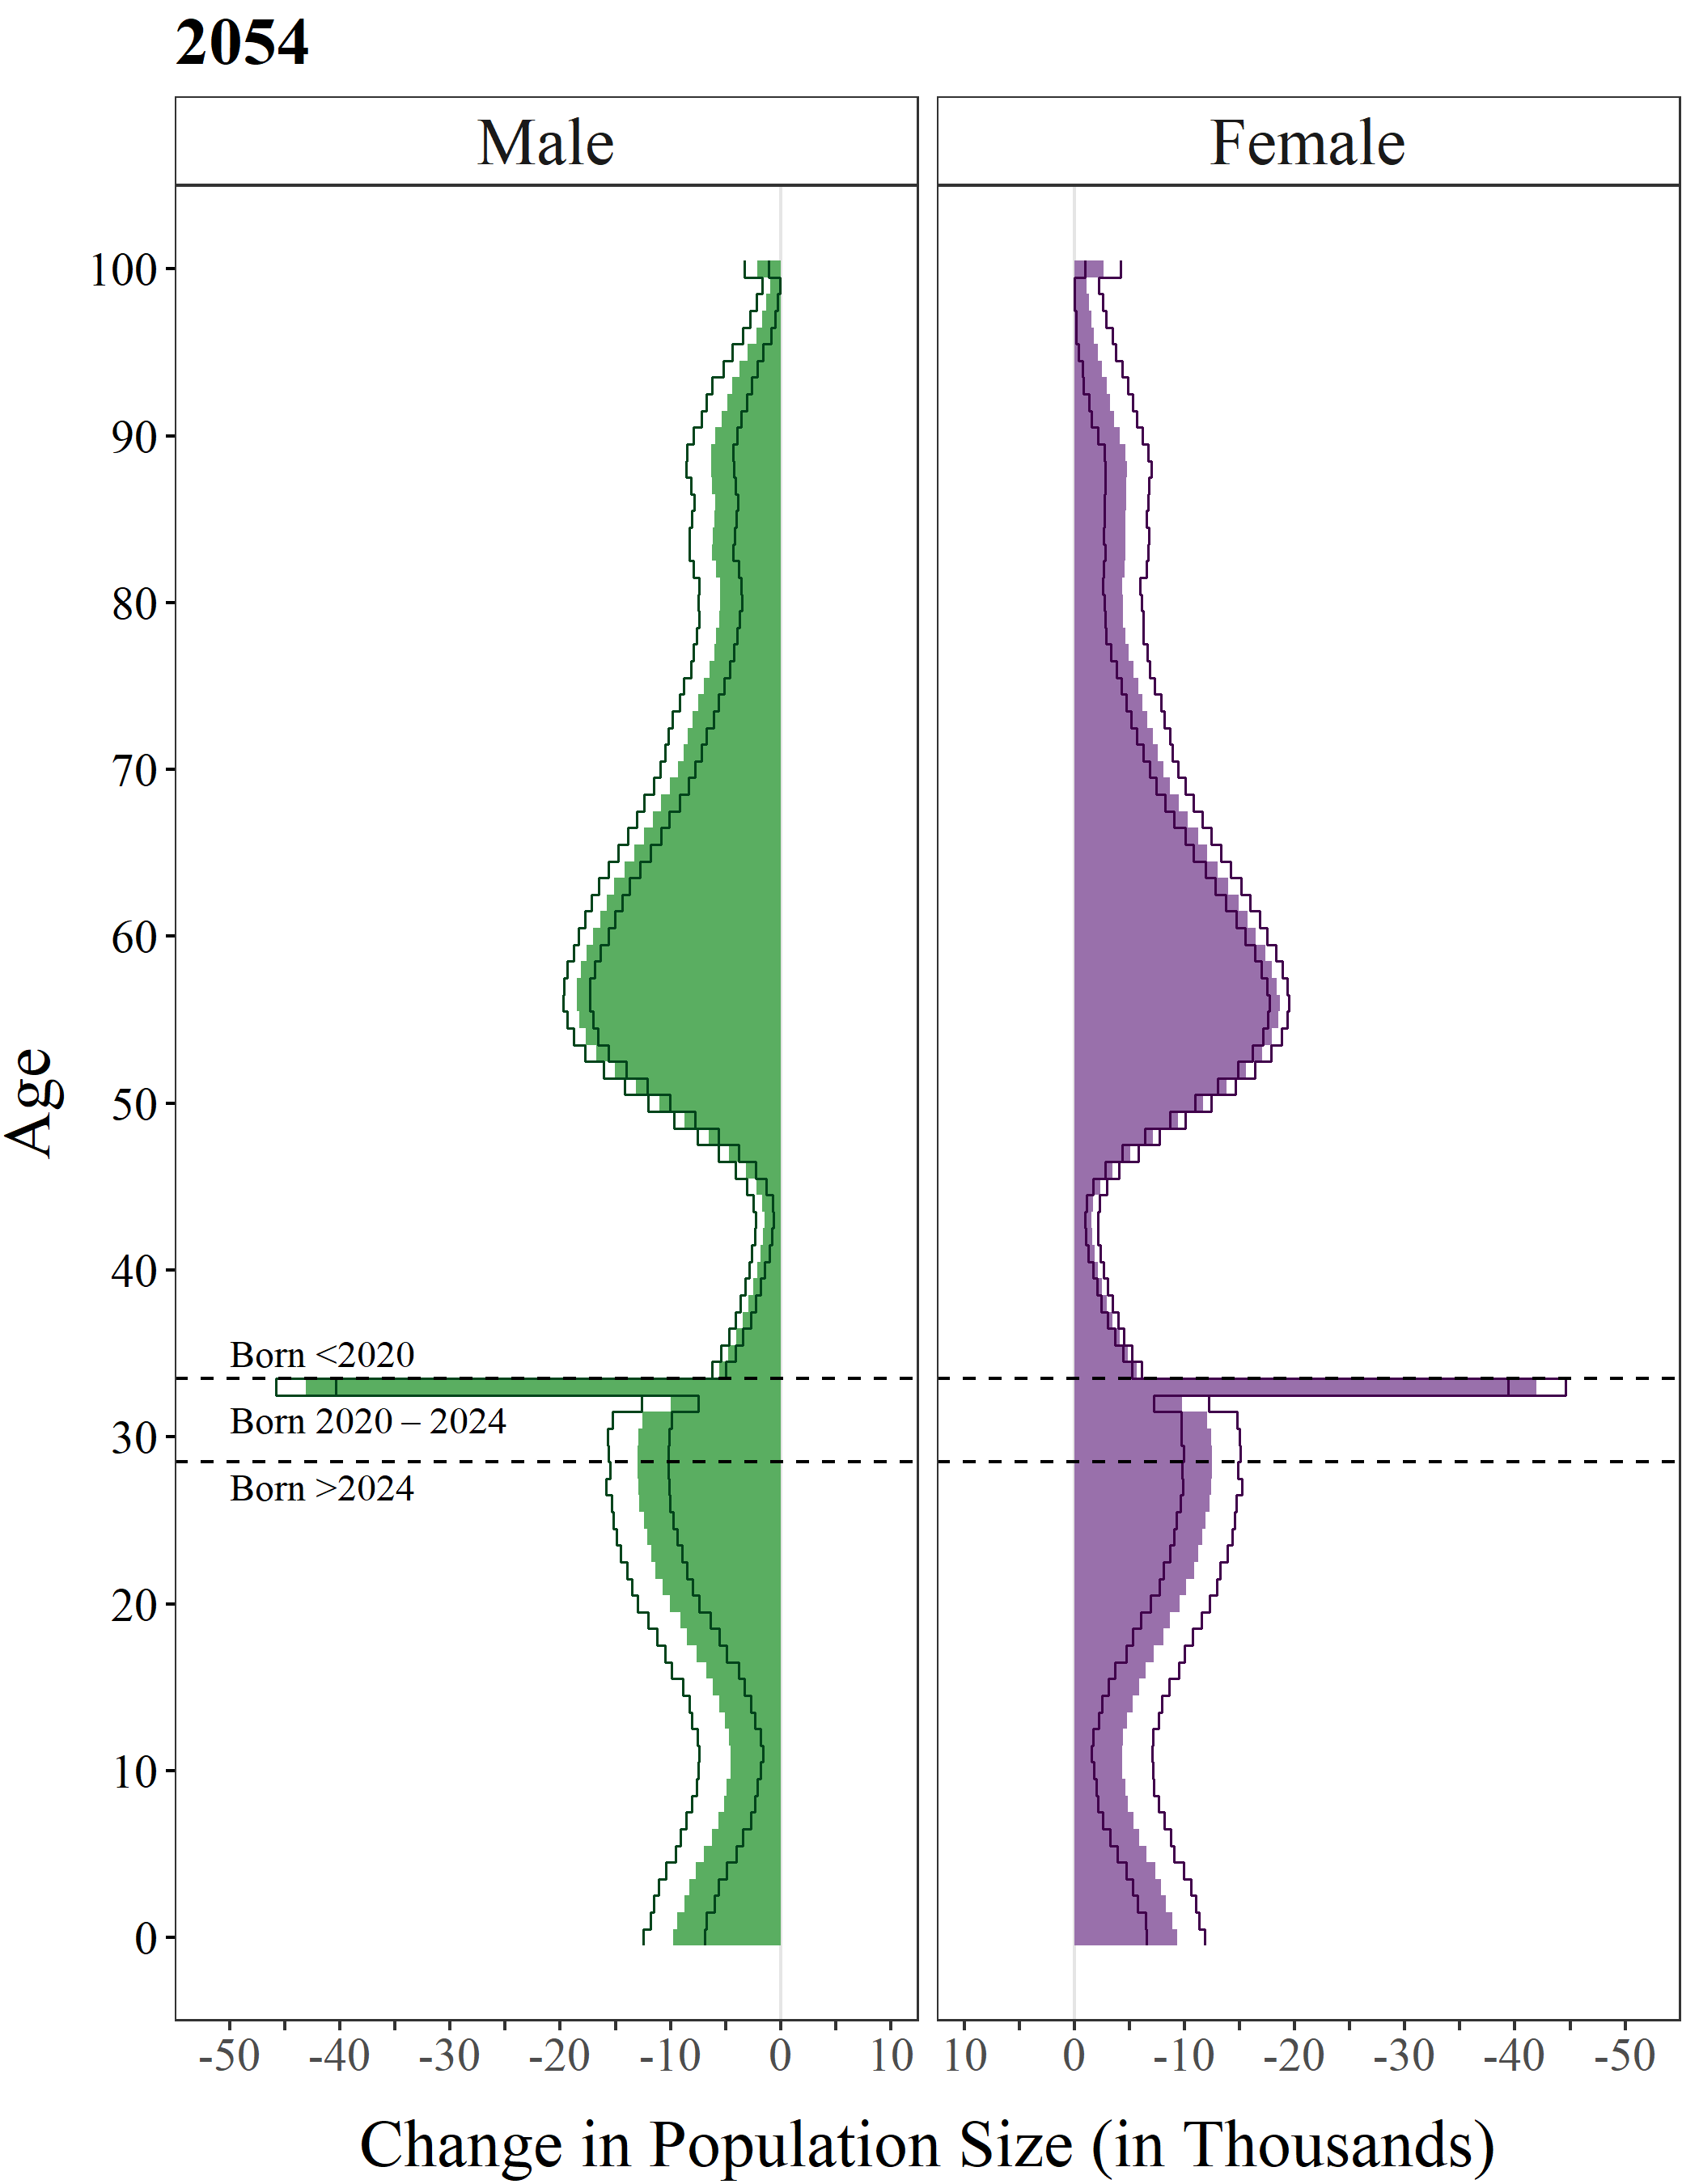 2054
Male Female
100
90
80
70
60
50
40
30
20
10
0
Age
Born <2020
Born 2020 – 2024
Born >2024
-50 -40 -30 -20 -10 0 10 10 0 -10 -20 -30 -40 -50
Change in Population Size (in Thousands)